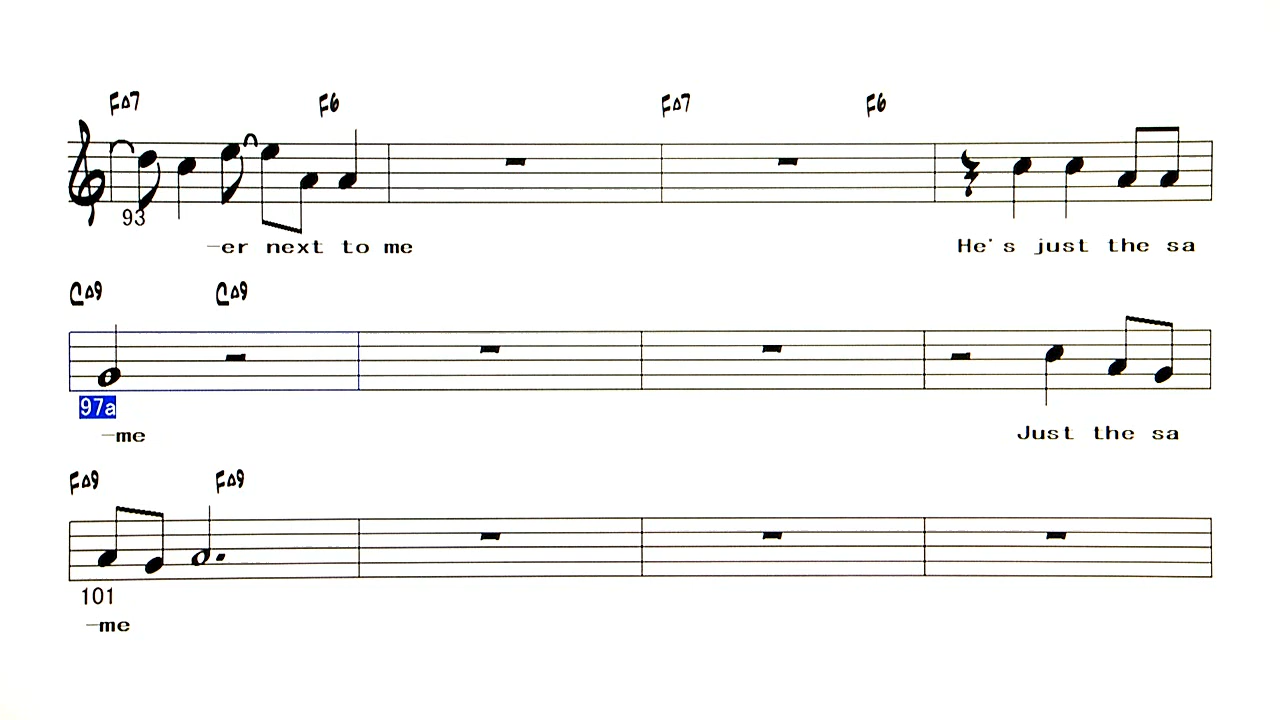 F△7 F6 F△7 F6
93
-er next to me He's just the sa
C△9 C△9
97a
-me Just the sa
F△9 F△9
101
-me